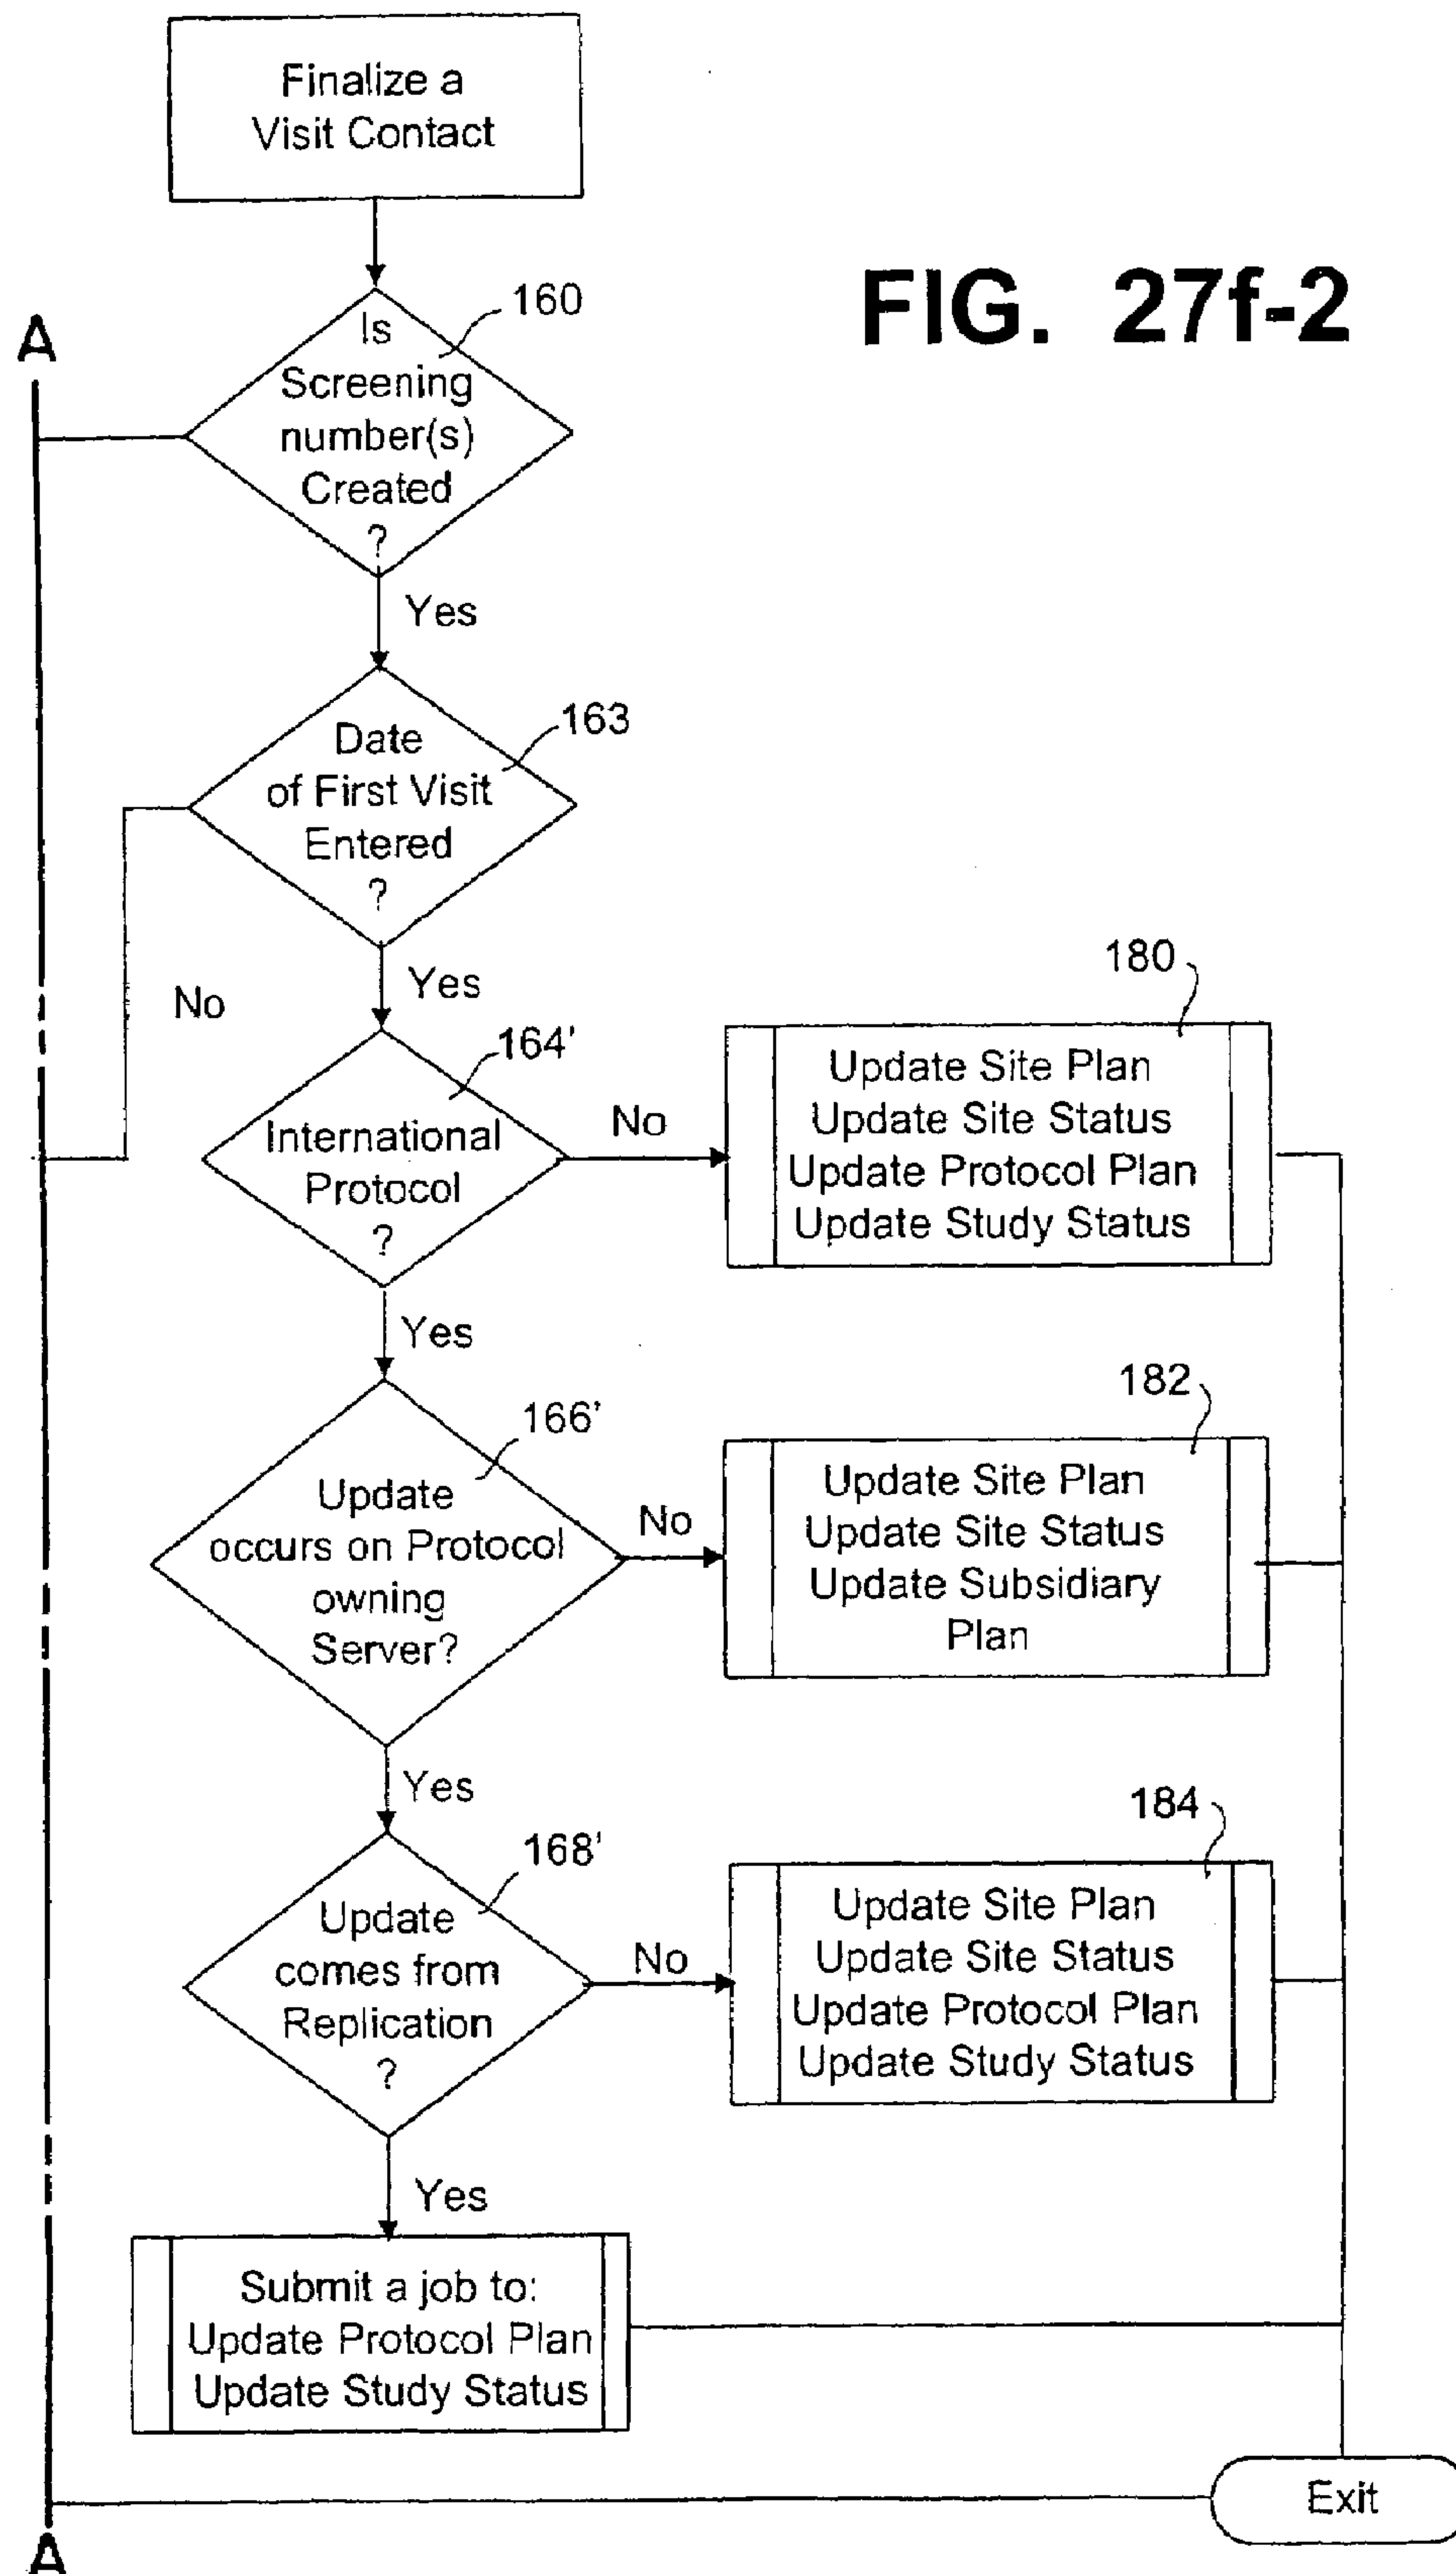 Finalize a
Visit Contact
FIG. 27f-2
A
160
Is
Screening
number(s)
Created
?
Yes
163
Date
of First Visit
Entered
?
No
Yes
164'
International
Protocol
?
No
180
Update Site Plan
Update Site Status
Update Protocol Plan
Update Study Status
Yes
166'
Update
occurs on Protocol
owning
Server?
No
182
Update Site Plan
Update Site Status
Update Subsidiary
Plan
Yes
168'
Update
comes from
Replication
?
No
184
Update Site Plan
Update Site Status
Update Protocol Plan
Update Study Status
Yes
Submit a job to:
Update Protocol Plan
Update Study Status
Exit
A